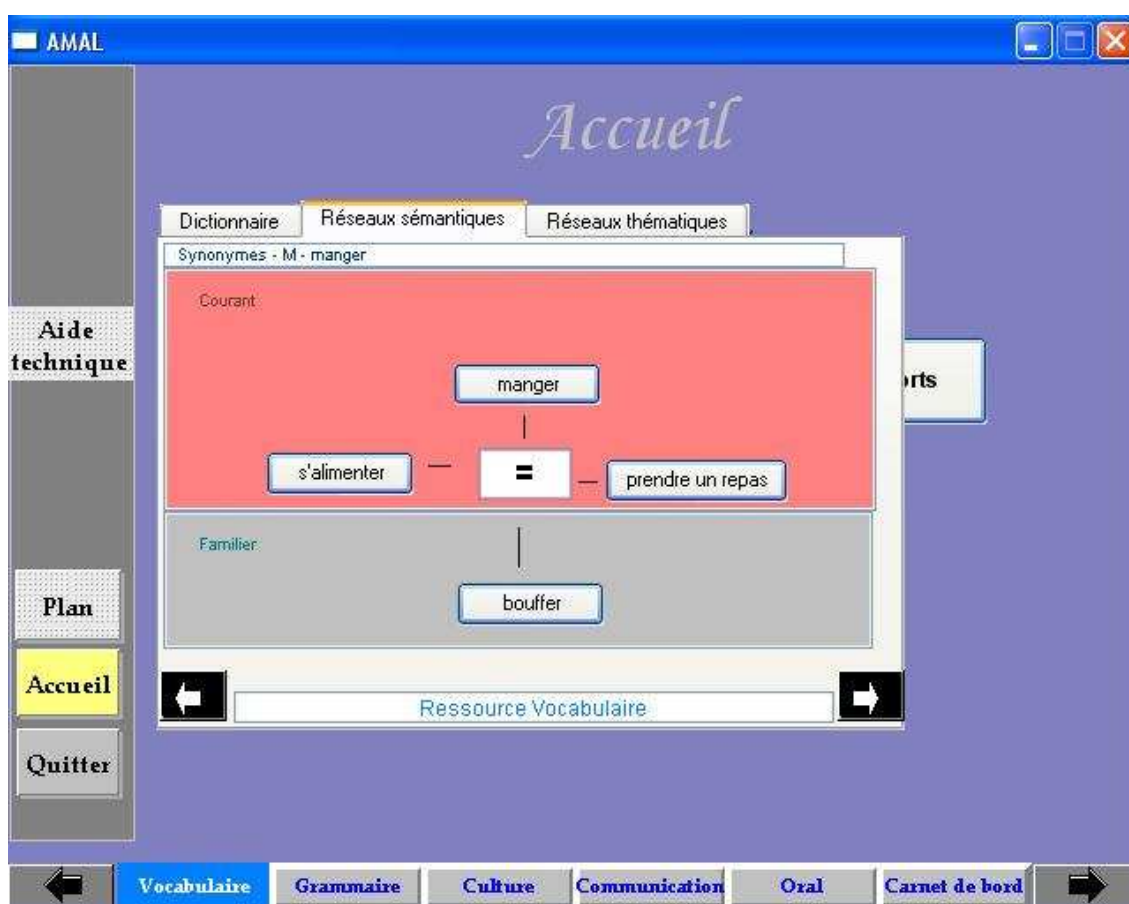 AMAL
Accueil
Dictionnaire
Réseaux sémantiques
Réseaux thématiques
Synonymes - M - manger
Courant
manger
s'alimenter
=
prendre un repas
Familier
bouffer
Ressource Vocabulaire
orts
Aide
technique
Plan
Accueil
Quitter
Vocabulaire
Grammaire
Culture
Communication
Oral
Carnet de bord